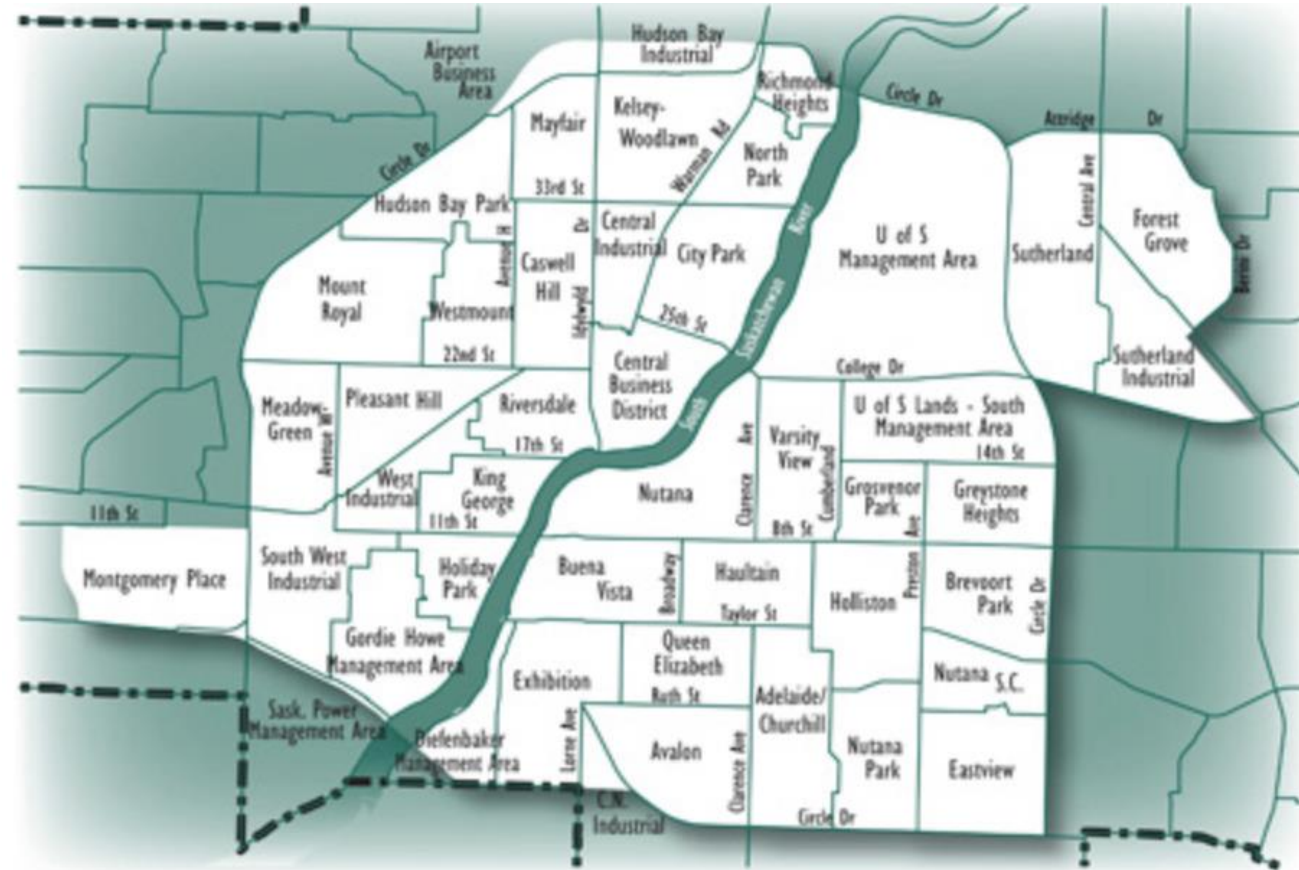 Hudson Bay
Industrial
Airport
Business
Area
Richmond
Heights
Circle Dr
Attridge Dr
Mayfair
Kelsey-
Woodlawn
Warman Rd
North
Park
Circle Dr
33rd St
Hudson Bay Park
Avenue H
Caswell
Hill
Idylwyld Dr
Central
Industrial
City Park
25th St
South Saskatchewan River
U of S
Management Area
Sutherland
Central Ave
Forest
Grove
Berini Dr
Sutherland
Industrial
Mount
Royal
Westmount
22nd St
Central
Business
District
College Dr
Meadow-
Green
Avenue W
Pleasant Hill
Riversdale
17th St
West
Industrial
King
George
11th St
11th St
Nutana
Clarence Ave
Varsity
View
Cumberland
8th St
U of S Lands - South
Management Area
14th St
Grosvenor
Park
Preston Ave
Greystone
Heights
Montgomery Place
South West
Industrial
Holiday
Park
Gordie Howe
Management Area
Buena
Vista
Broadway
Haultain
Taylor St
Holliston
Brevoort
Park
Circle Dr
Queen
Elizabeth
Ruth St
Exhibition
Lorne Ave
Adelaide/
Churchill
Nutana S.C.
Sask. Power
Management Area
Diefenbaker
Management Area
Avalon
Clarence Ave
Nutana
Park
Eastview
C.N.
Industrial
Circle Dr